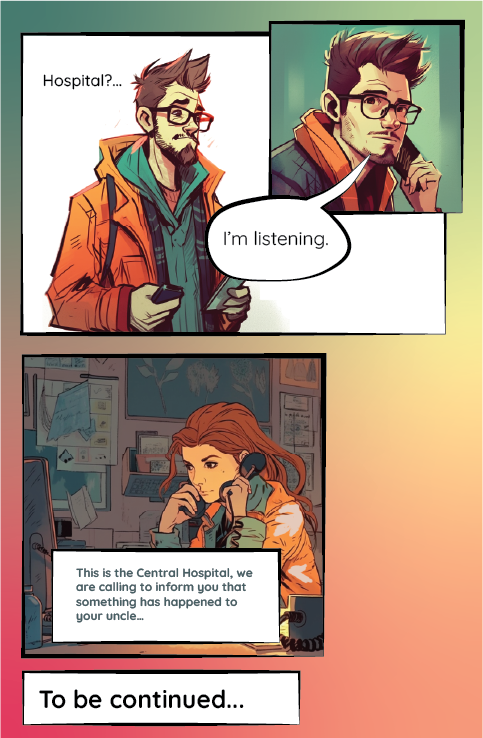 Hospital?...
I'm listening.
This is the Central Hospital, we
are calling to inform you that
something has happened to
your uncle...
To be continued...